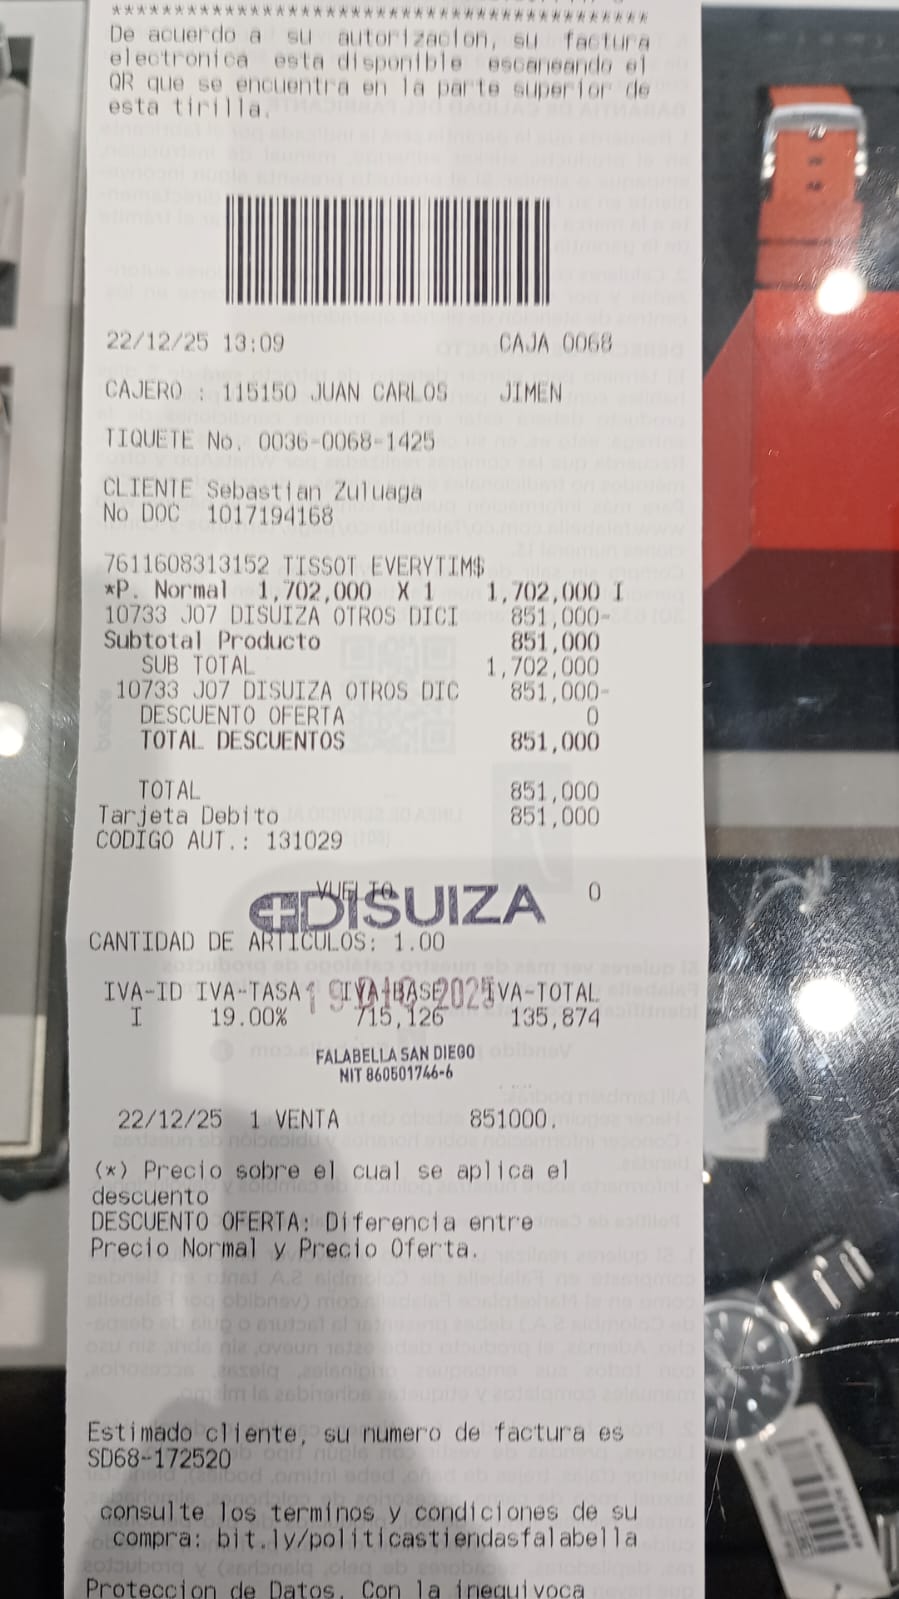 ****************************************
De acuerdo a su autorizacion, su factura
electronica esta disponible escaneando el
QR que se encuentra en la parte superior de
esta tirilla.
22/12/25 13:09 CAJA 0068
CAJERO : 115150 JUAN CARLOS JIMEN
TIQUETE No. 0036-0068-1425
CLIENTE Sebastian Zuluaga
No DOC 1017194168
7611608313152 TISSOT EVERYTIM$
*P. Normal 1,702,000 X 1 1,702,000 I
10733 J07 DISUIZA OTROS DICI 851,000-
Subtotal Producto 851,000
SUB TOTAL 1,702,000
10733 J07 DISUIZA OTROS DIC 851,000-
DESCUENTO OFERTA 0
TOTAL DESCUENTOS 851,000
TOTAL 851,000
Tarjeta Debito 851,000
CODIGO AUT.: 131029
VUELTO 0
DISUIZA
CANTIDAD DE ARTICULOS: 1.00
IVA-ID IVA-TASA IVA-BASE IVA-TOTAL
2025
I 19.00% 715,126 135,874
FALABELLA SAN DIEGO
NIT 860501746-6
22/12/25 1 VENTA 851000.
(*) Precio sobre el cual se aplica el
descuento
DESCUENTO OFERTA: Diferencia entre
Precio Normal y Precio Oferta.
Estimado cliente, su numero de factura es
SD68-172520
consulte los terminos y condiciones de su
compra: bit.ly/politicastiendasfalabella
Proteccion de Datos. Con la inequivoca